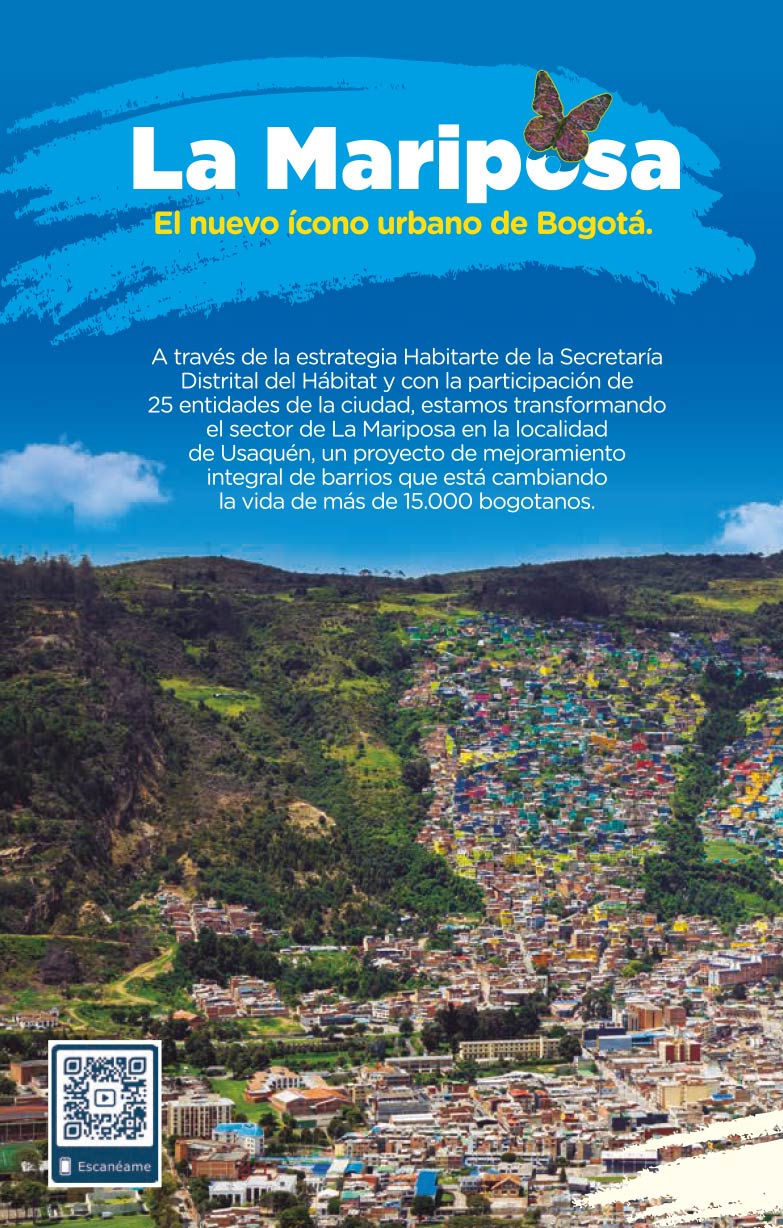 La Mariposa
El nuevo ícono urbano de Bogotá.
A través de la estrategia Habitarte de la Secretaría
Distrital del Hábitat y con la participación de
25 entidades de la ciudad, estamos transformando
el sector de La Mariposa en la localidad
de Usaquén, un proyecto de mejoramiento
integral de barrios que está cambiando
la vida de más de 15.000 bogotanos.
Escanéame